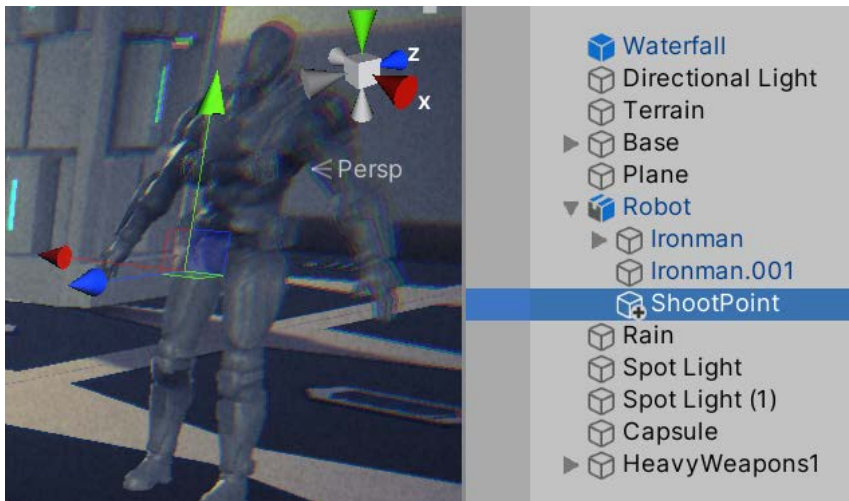 z
x
Persp
Waterfall
Directional Light
Terrain
Base
Plane
Robot
Ironman
Ironman.001
ShootPoint
Rain
Spot Light
Spot Light (1)
Capsule
HeavyWeapons1